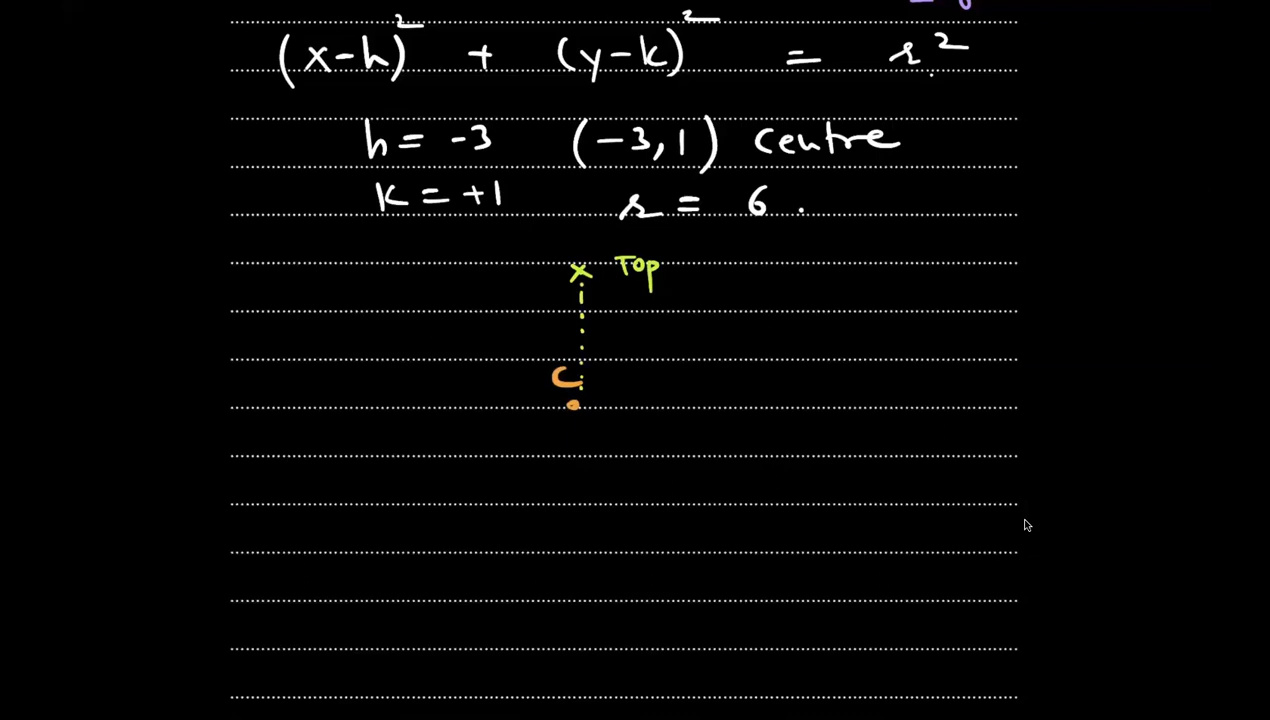 (x-h)² + (y-k)² = r²
h = -3 (-3,1) centre
k = +1 r = 6.
x Top
C